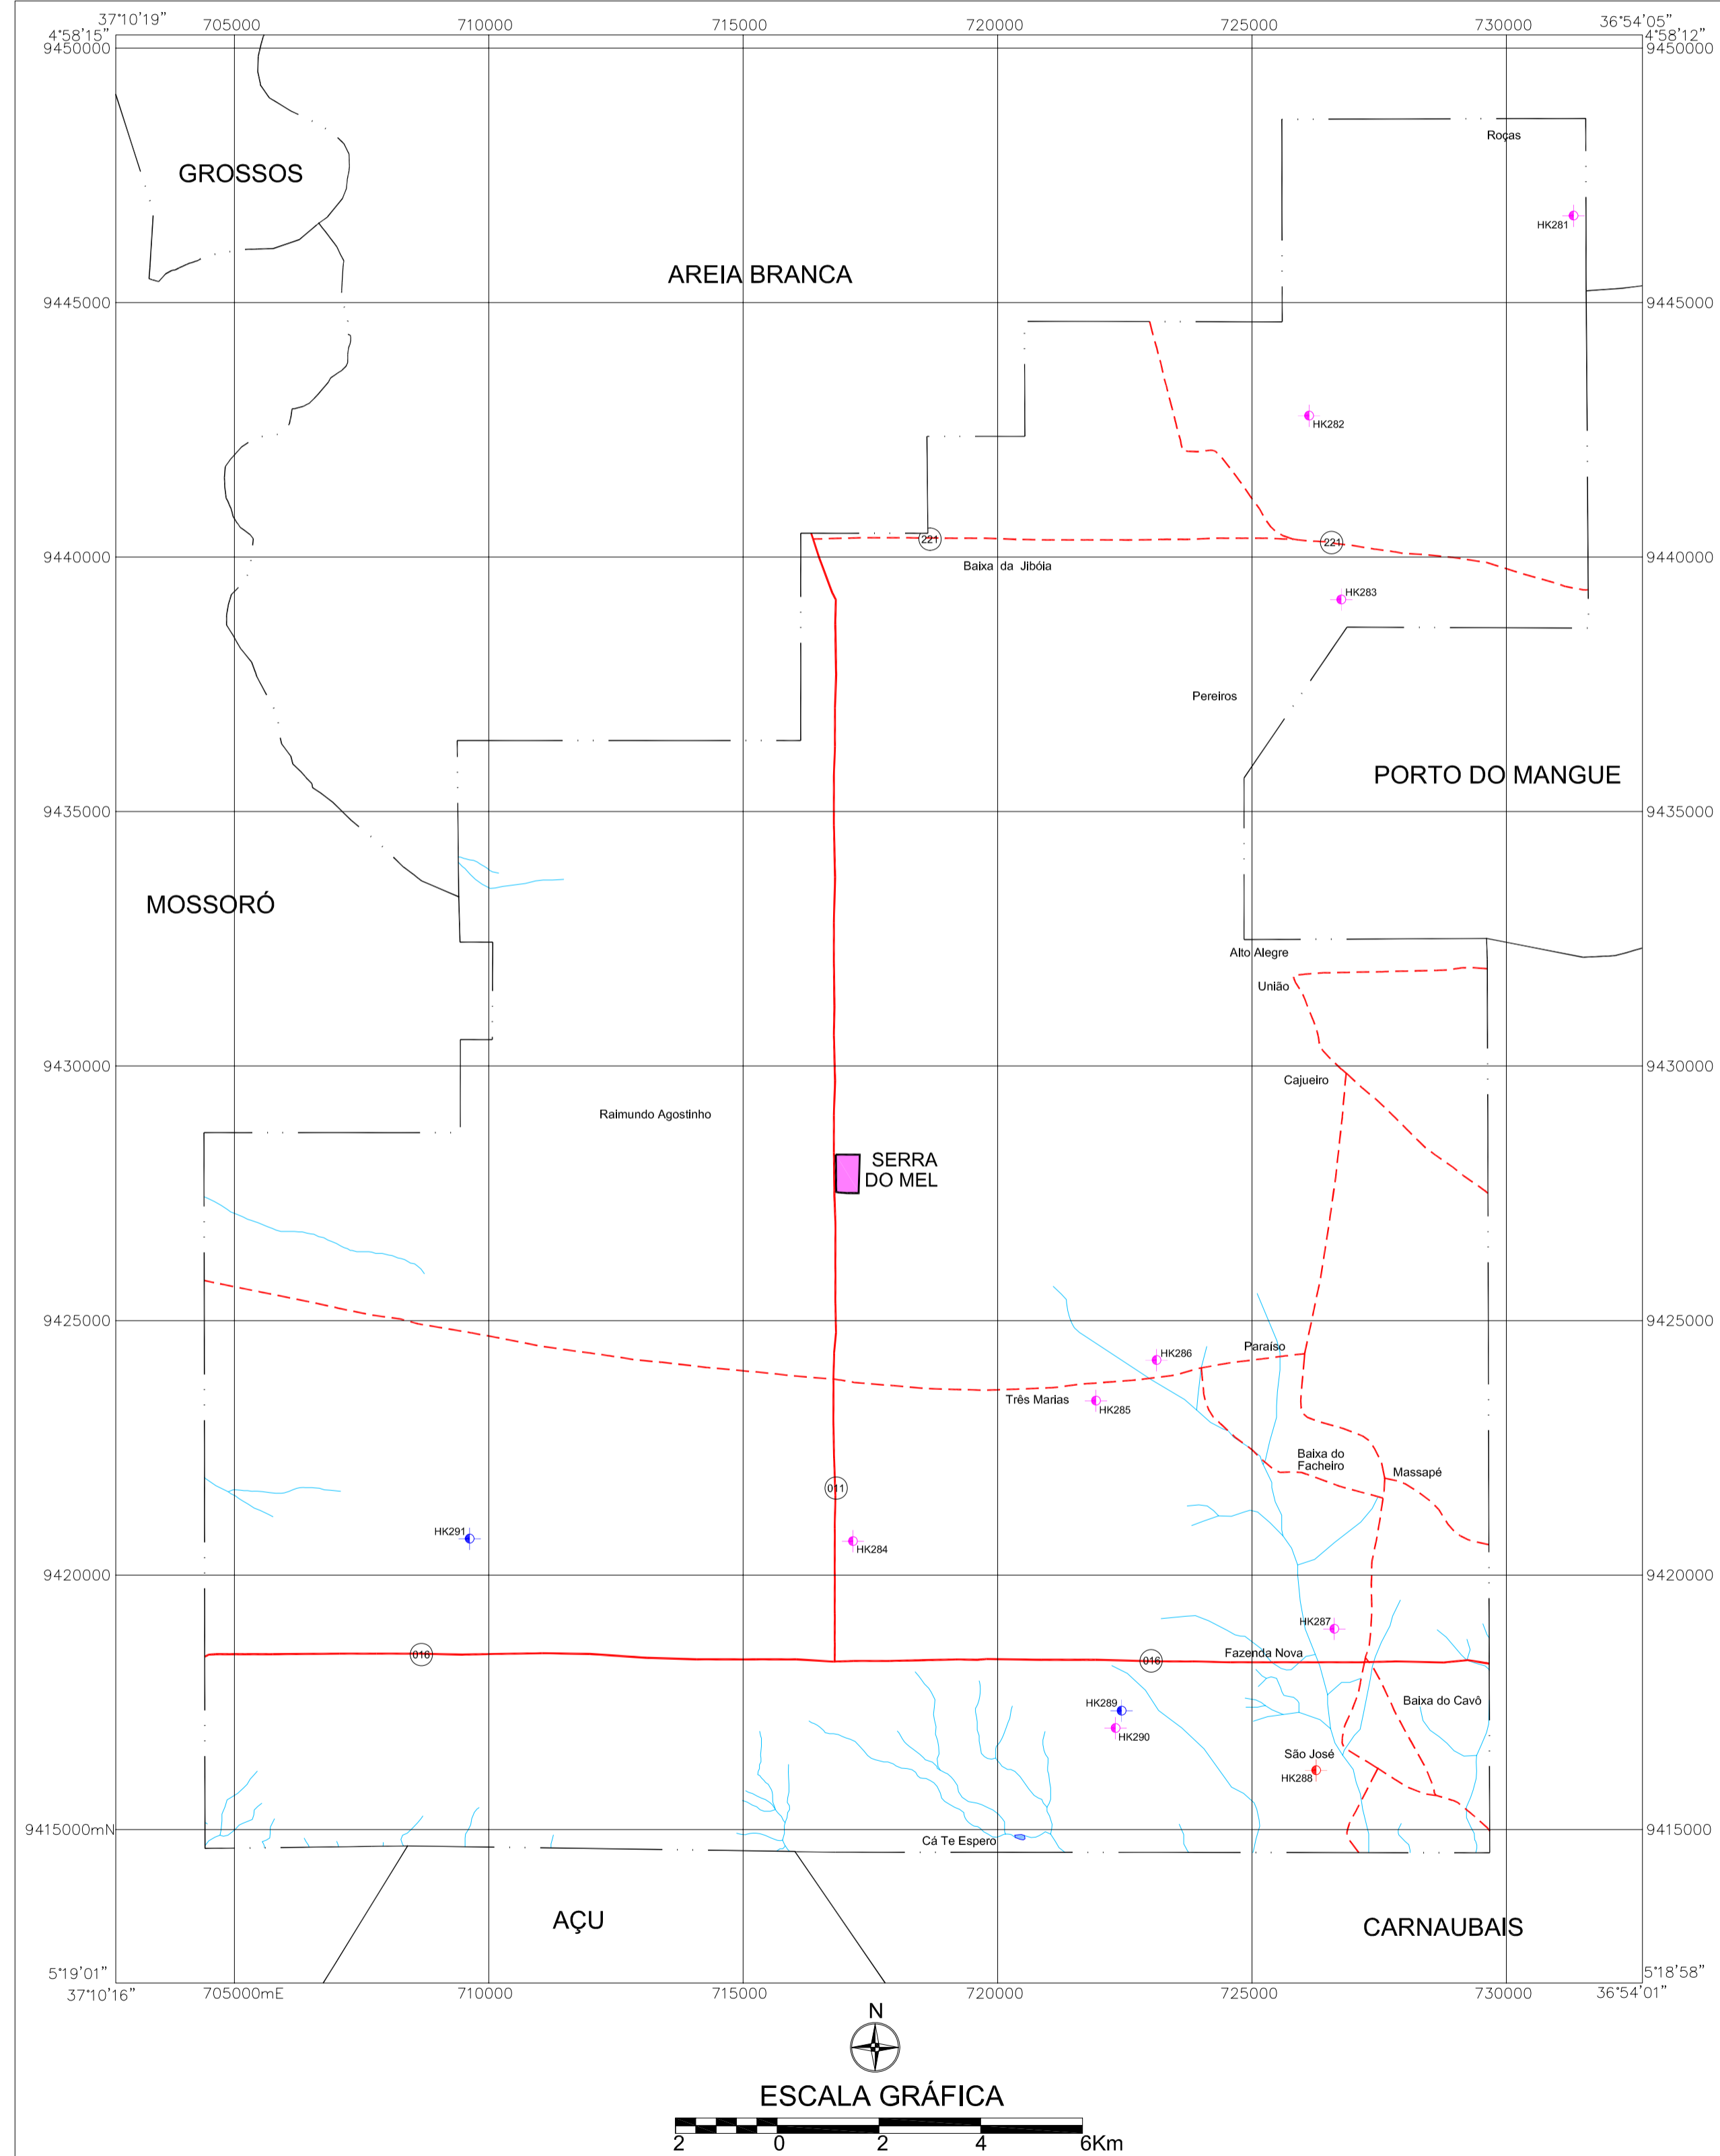 37°10'19"
705000
710000
715000
720000
725000
730000
36°54'05"
4°58'15"
4°58'12"
9450000
9450000
Roças
GROSSOS
HK281
AREIA BRANCA
9445000
9445000
HK282
221
221
9440000
9440000
Baixa da Jibóia
HK283
Pereiros
PORTO DO MANGUE
9435000
9435000
MOSSORÓ
Alto Alegre
União
9430000
9430000
Cajueiro
Raimundo Agostinho
SERRA
DO MEL
9425000
9425000
Paraíso
HK286
Três Marias
HK285
Baixa do
Facheiro
Massapé
011
HK291
HK284
9420000
9420000
HK287
Fazenda Nova
016
016
Baixa do Cavô
HK289
HK290
São José
HK288
9415000mN
9415000
Cá Te Espero
AÇU
CARNAUBAIS
5°19'01"
5°18'58"
37°10'16"
705000mE
710000
715000
720000
725000
730000
36°54'01"
N
ESCALA GRÁFICA
2 0 2 4 6Km